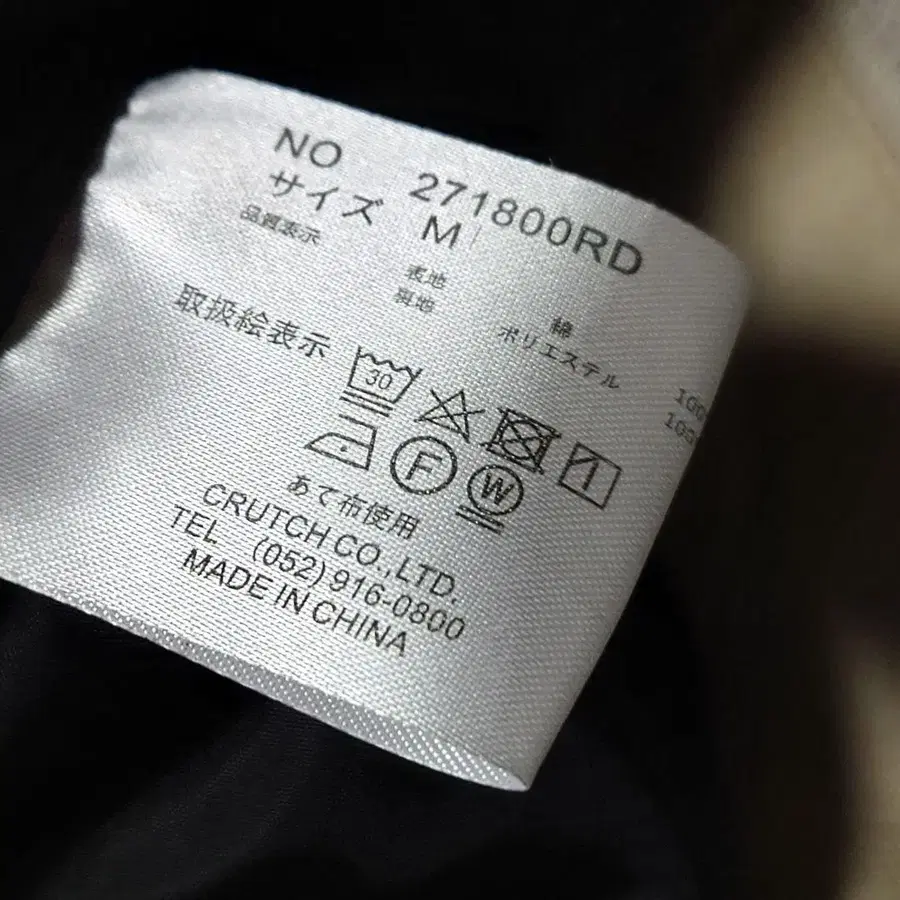 NO 271800RD
サイズ M
品質表示
表地 綿 100
裏地 ポリエステル 100
取扱絵表示
30
F W
あて布使用
CRUTCH CO.,LTD.
TEL (052) 916-0800
MADE IN CHINA